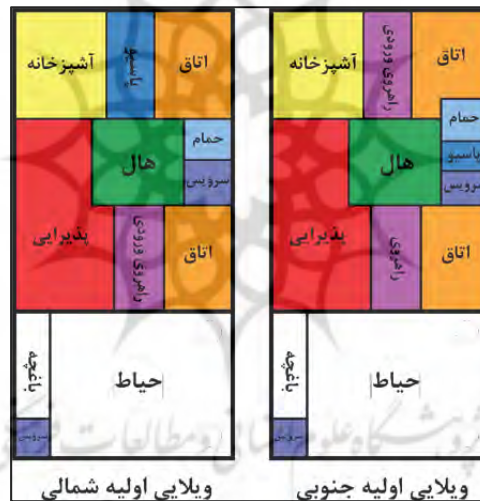 اتاق
راهروی ورودی
آشپزخانه
حمام
پاسیو
سرویس
هال
پذیرایی
راهروی
اتاق
حیاط
باغچه
سرویس
ویلایی اولیه جنوبی
اتاق
پاسیو
آشپزخانه
حمام
سرویس
هال
پذیرایی
راهروی ورودی
اتاق
حیاط
باغچه
سرویس
ویلایی اولیه شمالی